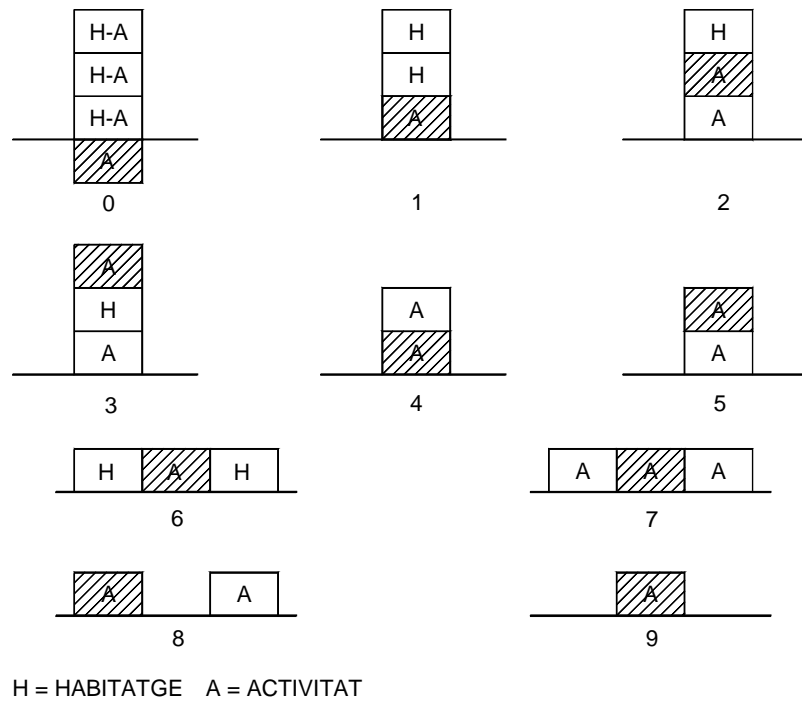 H-A H H
H-A H A
H-A A A
A
0 1 2
A
H A A
A A A
3 4 5
H A H A A A
6 7
A A A
8 9
H = HABITATGE A = ACTIVITAT